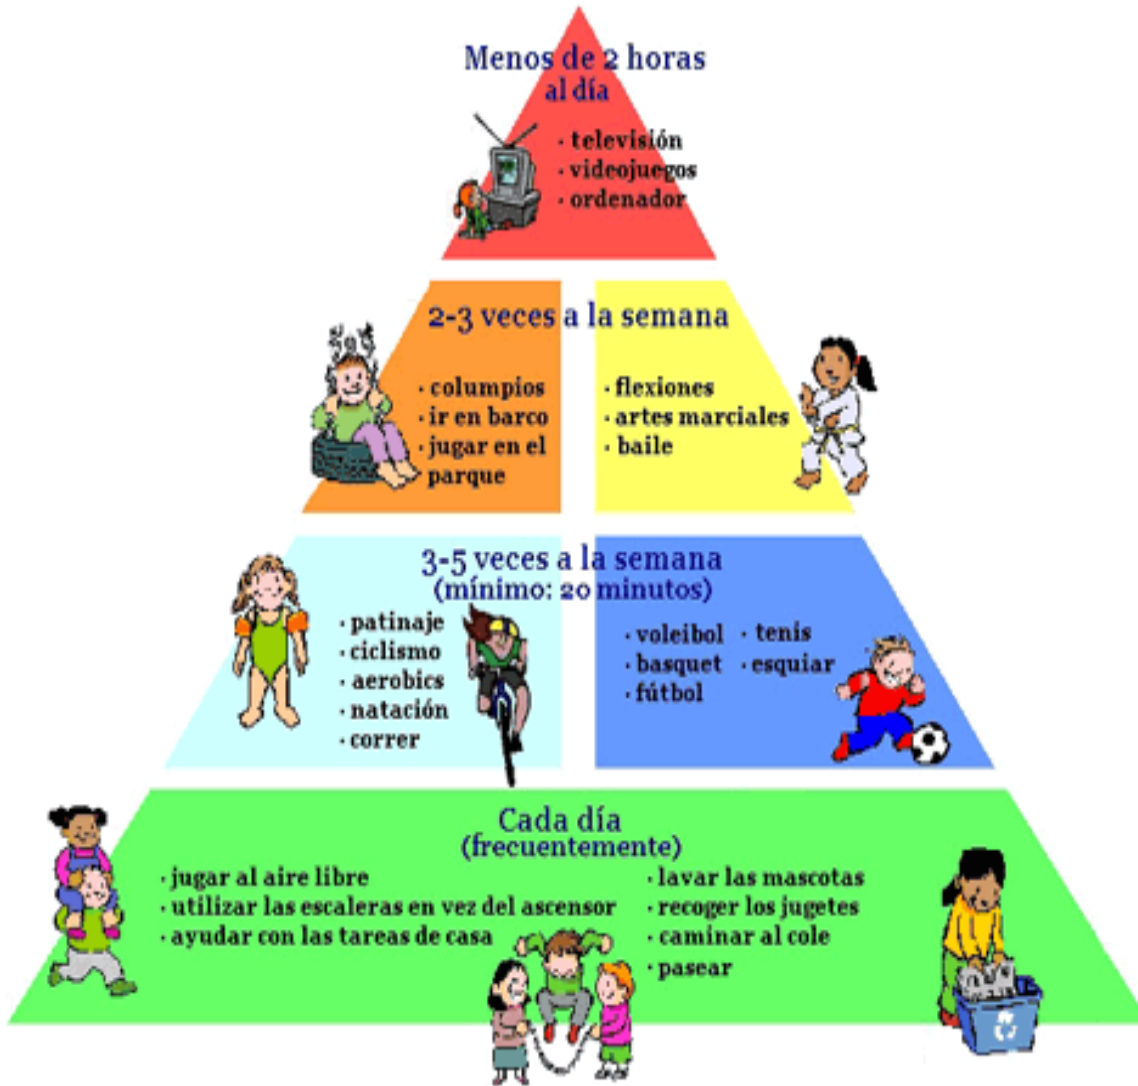 Menos de 2 horas
al día
· televisión
· videojuegos
· ordenador
2-3 veces a la semana
· columpios
· ir en barco
· jugar en el
parque
· flexiones
· artes marciales
· baile
3-5 veces a la semana
(mínimo: 20 minutos)
· patinaje
· ciclismo
· aerobics
· natación
· correr
· voleibol · tenis
· basquet · esquiar
· fútbol
Cada día
(frecuentemente)
· jugar al aire libre
· utilizar las escaleras en vez del ascensor
· ayudar con las tareas de casa
· lavar las mascotas
· recoger los jugetes
· caminar al cole
· pasear